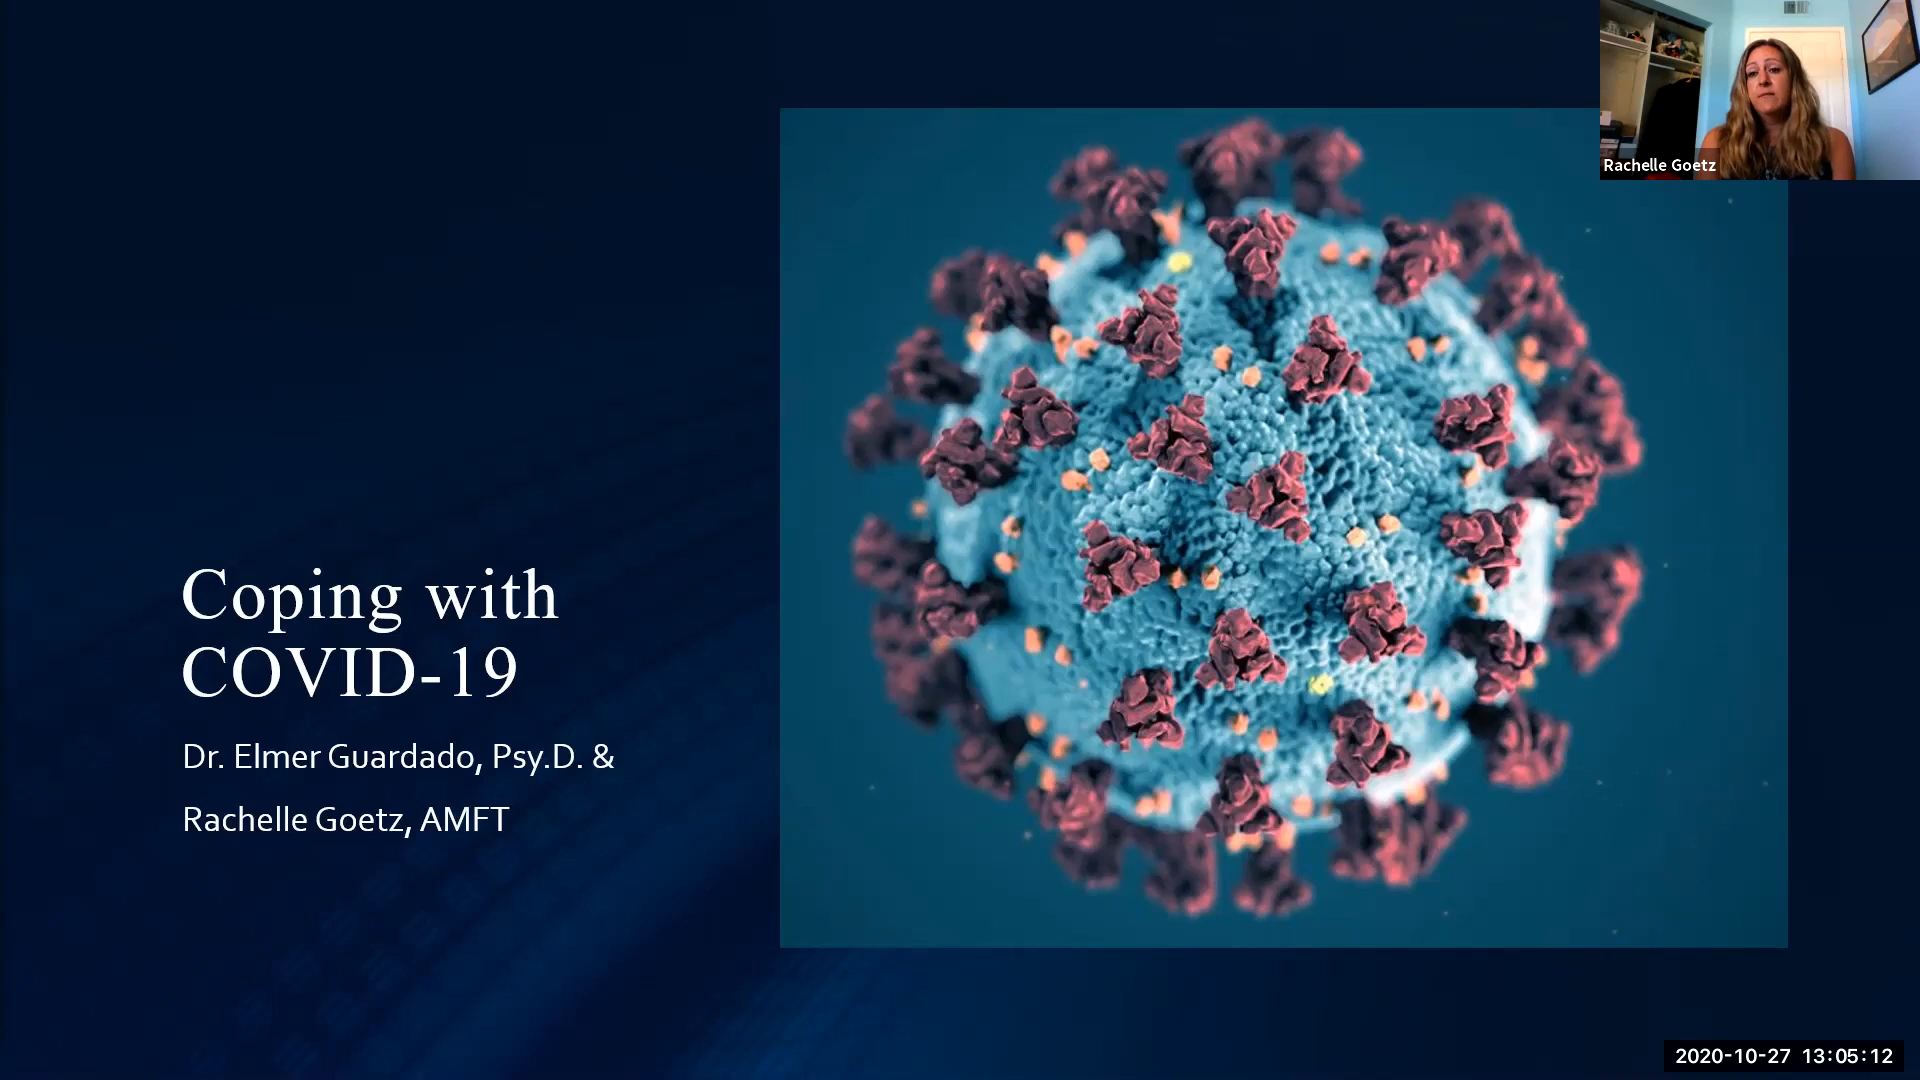 Rachelle Goetz
Coping with
COVID-19
Dr. Elmer Guardado, Psy.D. &
Rachelle Goetz, AMFT
2020-10-27 13:05:12